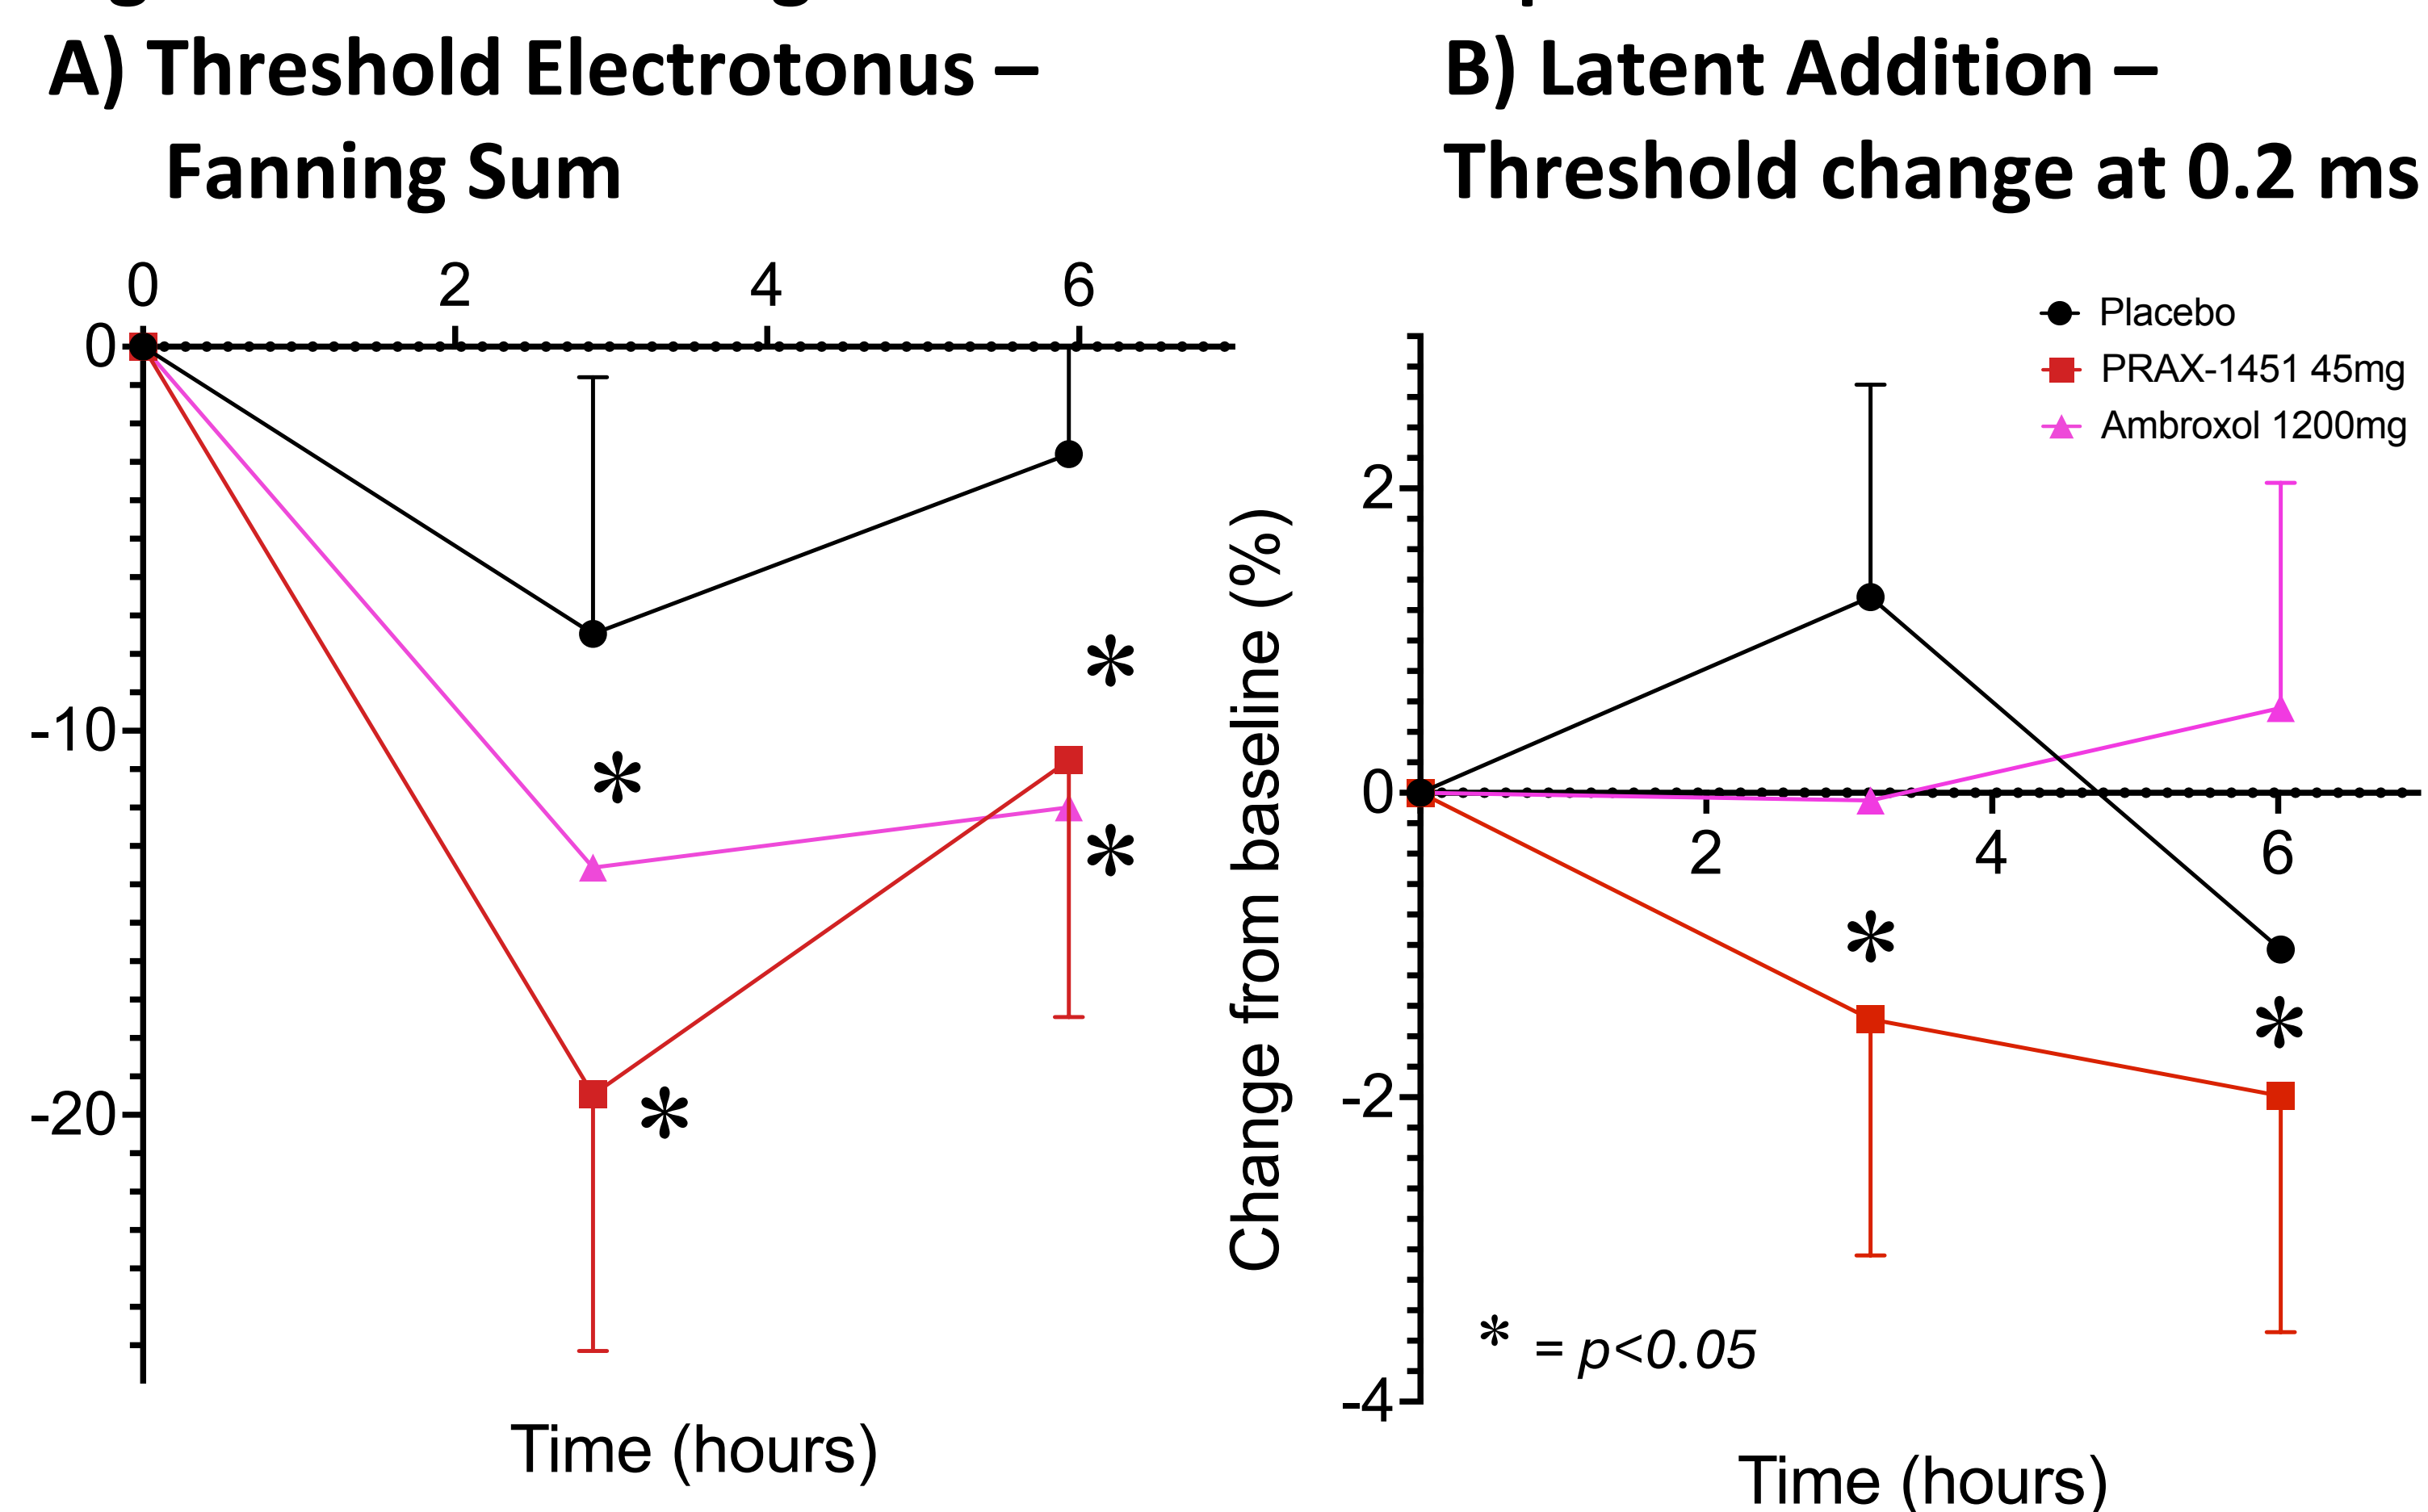 A) Threshold Electrotonus –
Fanning Sum
0 2 4 6
0
-10
*
*
*
-20
*
Time (hours)
B) Latent Addition –
Threshold change at 0.2 ms
Placebo
PRAX-1451 45mg
Ambroxol 1200mg
Change from baseline (%)
2
0
2 4 6
*
*
-2
* = p<0.05
-4
Time (hours)